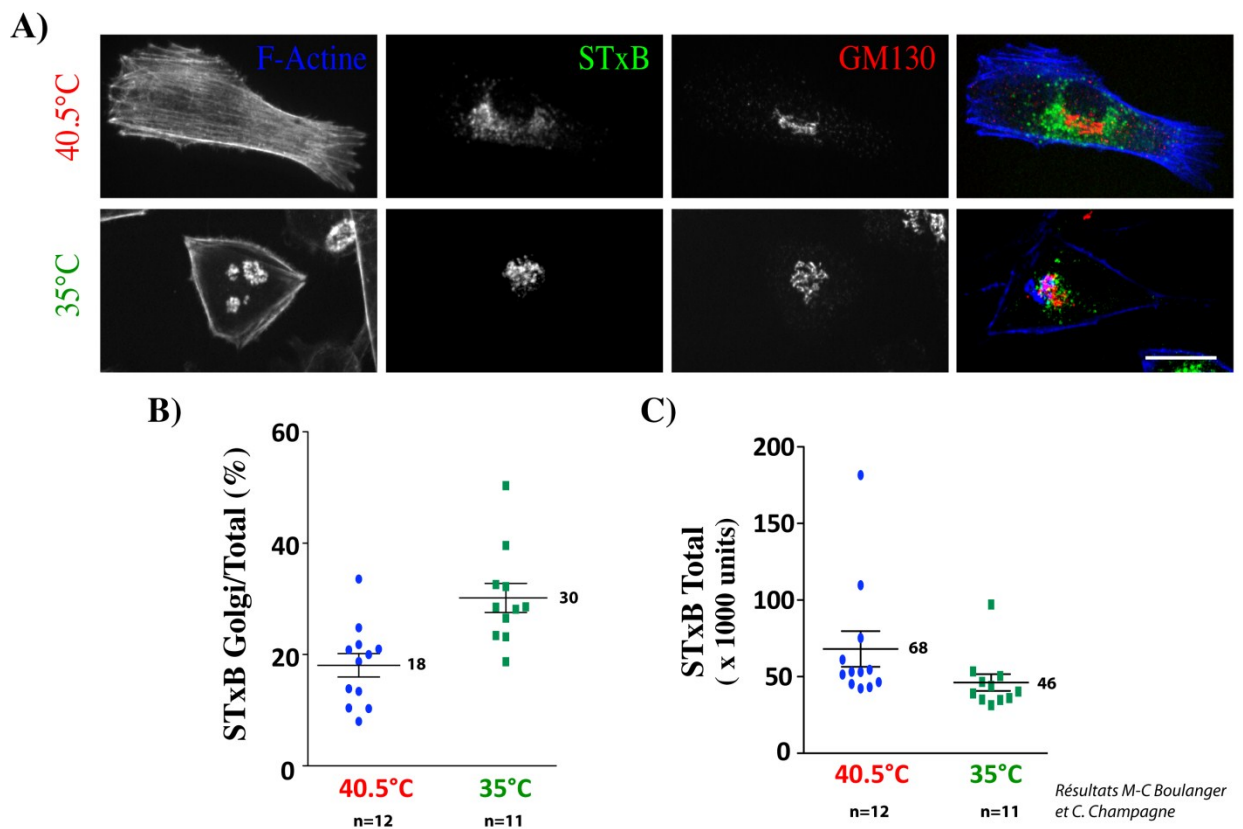 A)
40.5°C
F-Actine
STxB
GM130
35°C
B)
STxB Golgi/Total (%)
60
40
20
0
18
30
40.5°C
35°C
n=12
n=11
C)
STxB Total
( x 1000 units)
200
150
100
50
0
68
46
40.5°C
35°C
n=12
n=11
Résultats M-C Boulanger
et C. Champagne